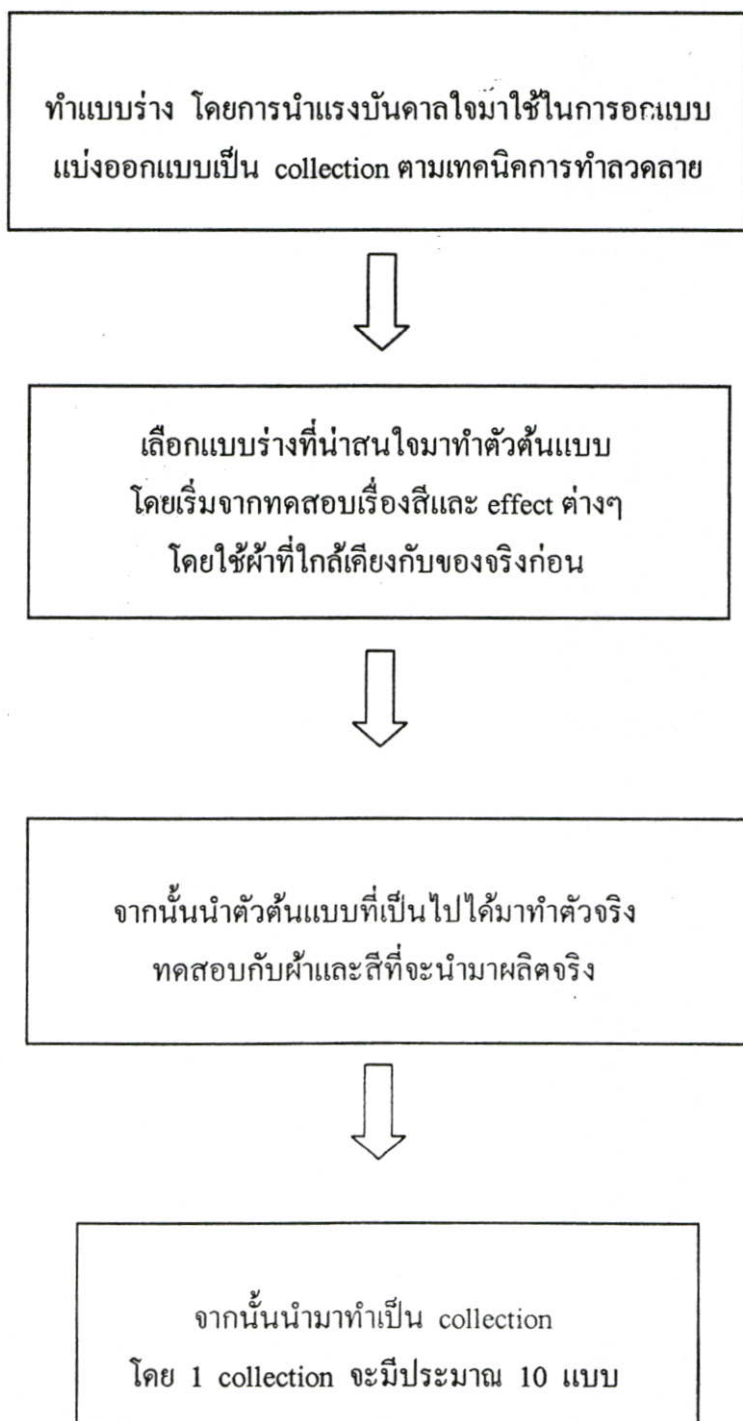 ทำแบบร่าง โดยการนำแรงบันดาลใจมาใช้ในการอกแบบ
แบ่งออกแบบเป็น collection ตามเทคนิคการทำลวดลาย
เลือกแบบร่างที่น่าสนใจมาทำตัวต้นแบบ
โดยเริ่มจากทดสอบเรื่องสีและ effect ต่างๆ
โดยใช้ผ้าที่ใกล้เคียงกับของจริงก่อน
จากนั้นนำตัวต้นแบบที่เป็นไปได้มาทำตัวจริง
ทดสอบกับผ้าและสีที่จะนำมาผลิตจริง
จากนั้นนำมาทำเป็น collection
โดย 1 collection จะมีประมาณ 10 แบบ